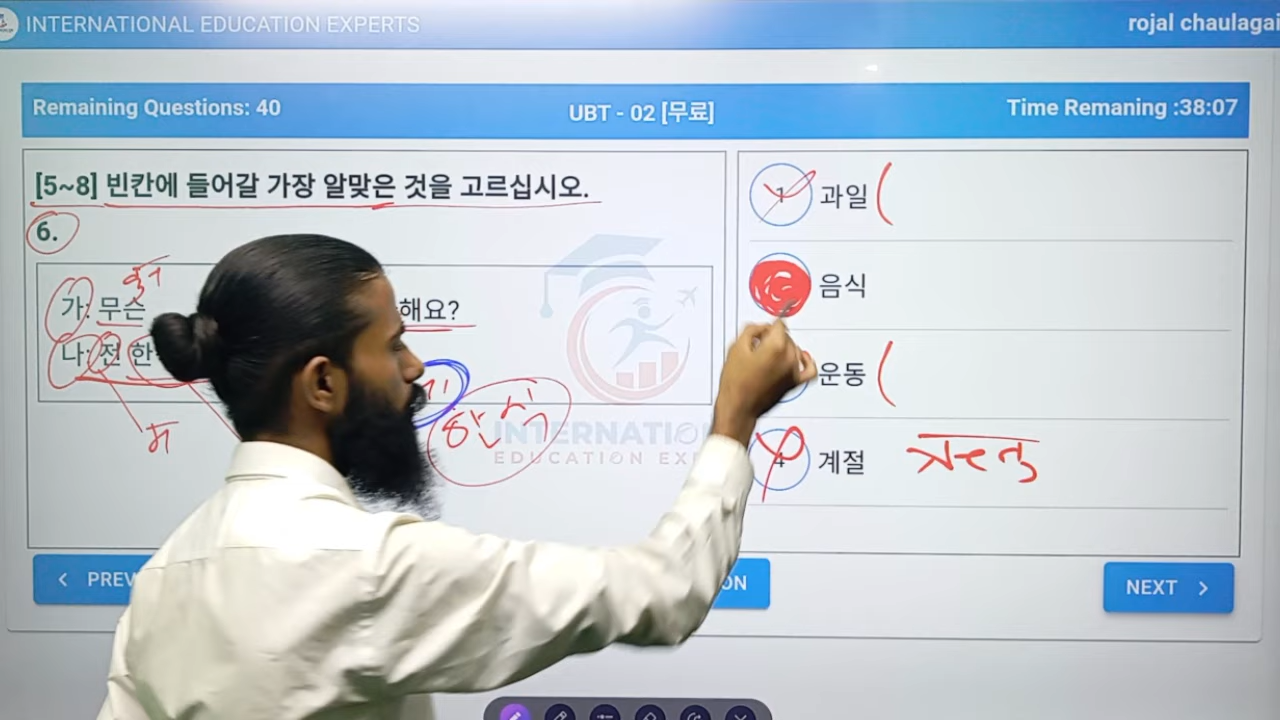 INTERNATIONAL EDUCATION EXPERTS
rojal chaulagai
Remaining Questions: 40
UBT - 02 [무료]
Time Remaning :38:07
[5~8] 빈칸에 들어갈 가장 알맞은 것을 고르십시오.
6.
가: 무슨 해요?
나: 전 한
한식
INTERNATIO
EDUCATION EXP
1 과일
음식
운동
4 계절
PREV
ON
NEXT